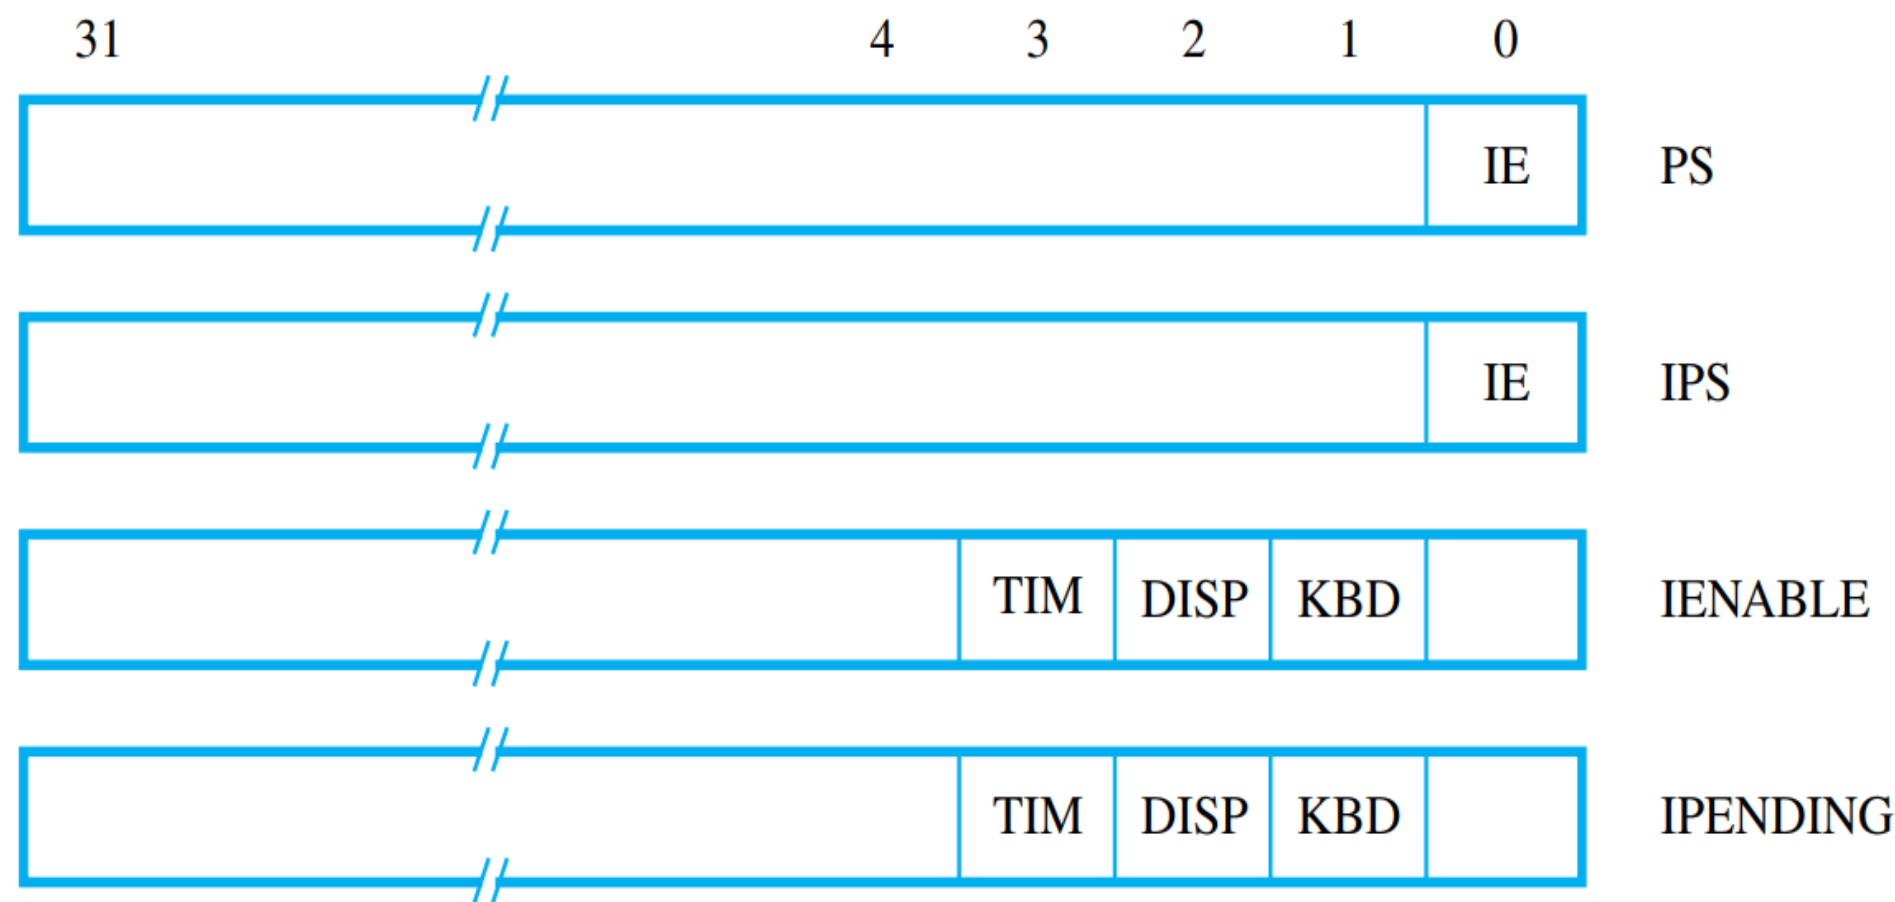 31 4 3 2 1 0
IE PS
IE IPS
TIM DISP KBD IENABLE
TIM DISP KBD IPENDING